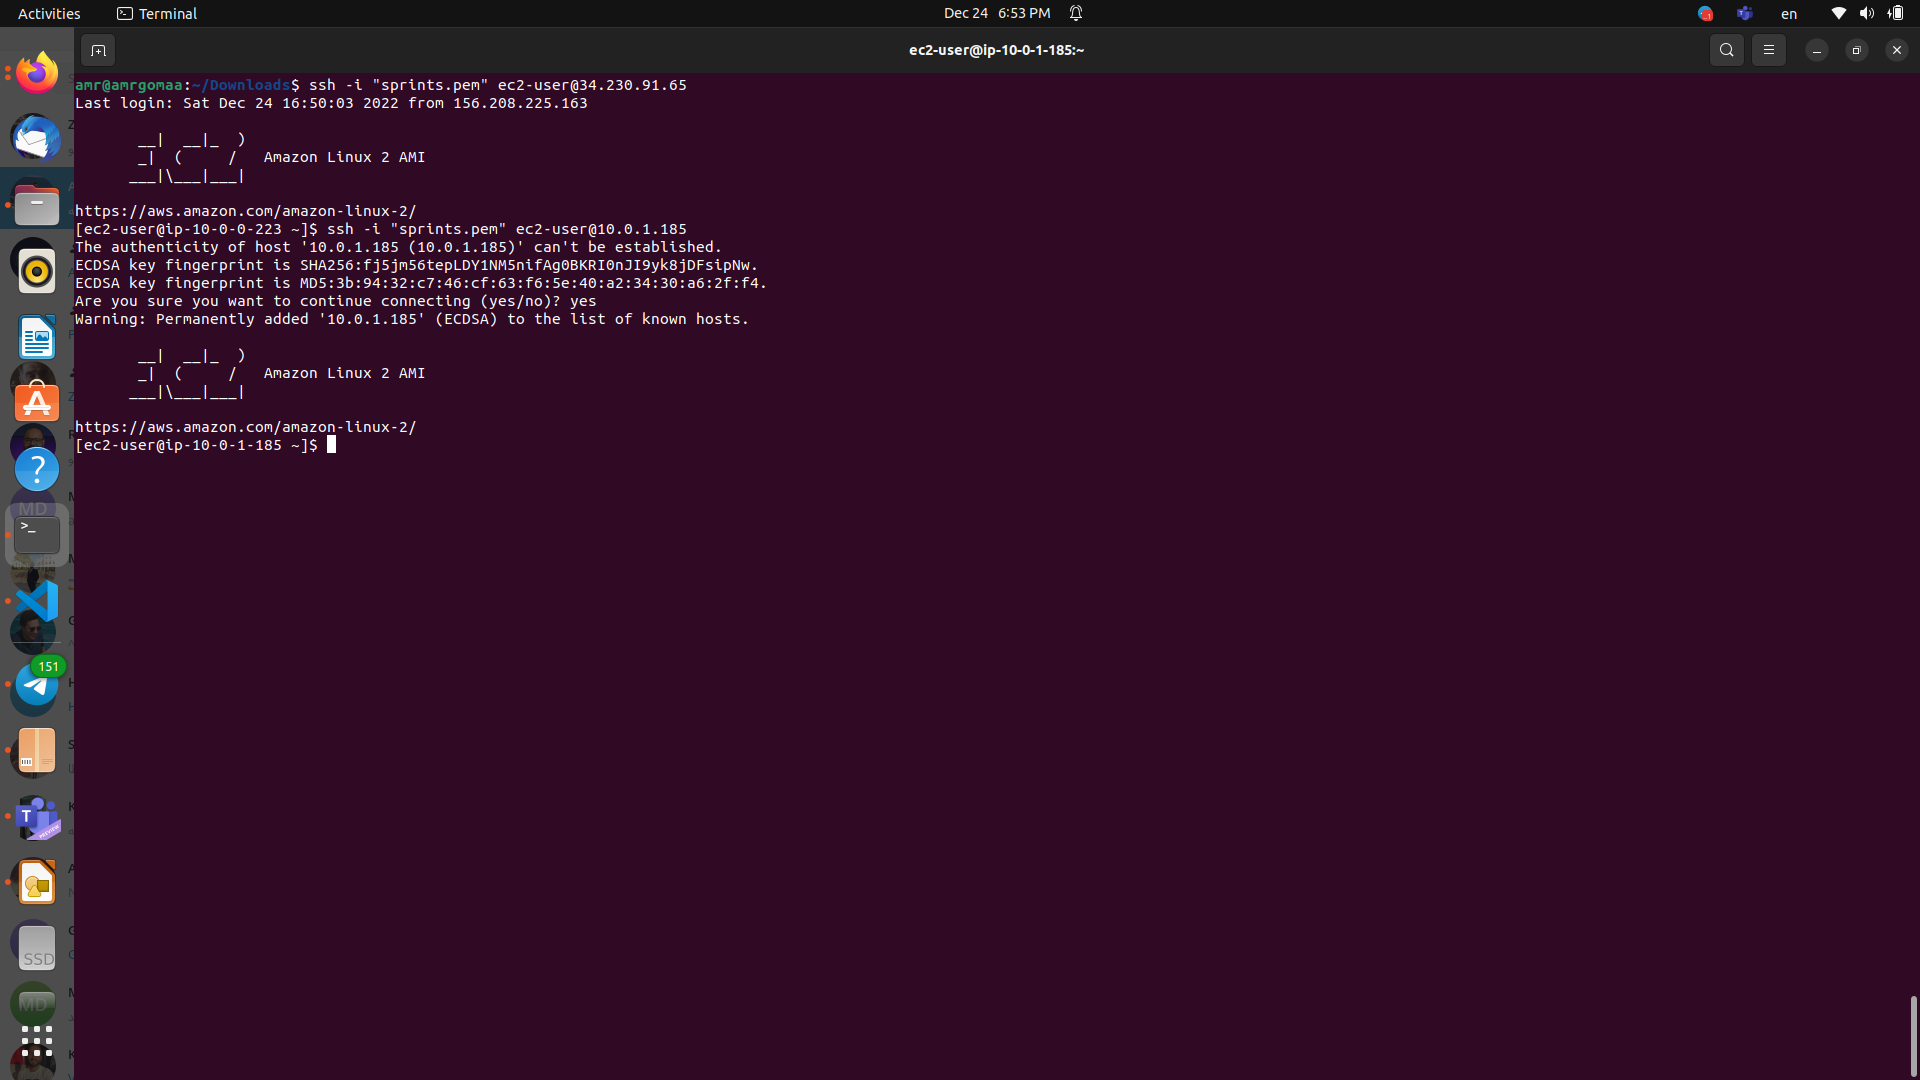 Activities
Terminal
Dec 24 6:53 PM
en
ec2-user@ip-10-0-1-185:~
amr@amrgomaa:~/Downloads$ ssh -i "sprints.pem" ec2-user@34.230.91.65
Last login: Sat Dec 24 16:50:03 2022 from 156.208.225.163
       __|  __|_  )
       _|  (     /   Amazon Linux 2 AMI
      ___|\___|___|
https://aws.amazon.com/amazon-linux-2/
[ec2-user@ip-10-0-0-223 ~]$ ssh -i "sprints.pem" ec2-user@10.0.1.185
The authenticity of host '10.0.1.185 (10.0.1.185)' can't be established.
ECDSA key fingerprint is SHA256:fj5jm56tepLDY1NM5nifAg0BKRI0nJI9yk8jDFsipNw.
ECDSA key fingerprint is MD5:3b:94:32:c7:46:cf:63:f6:5e:40:a2:34:30:a6:2f:f4.
Are you sure you want to continue connecting (yes/no)? yes
Warning: Permanently added '10.0.1.185' (ECDSA) to the list of known hosts.
       __|  __|_  )
       _|  (     /   Amazon Linux 2 AMI
      ___|\___|___|
https://aws.amazon.com/amazon-linux-2/
[ec2-user@ip-10-0-1-185 ~]$
MD
151
T
PREVIEW
SSD
MD